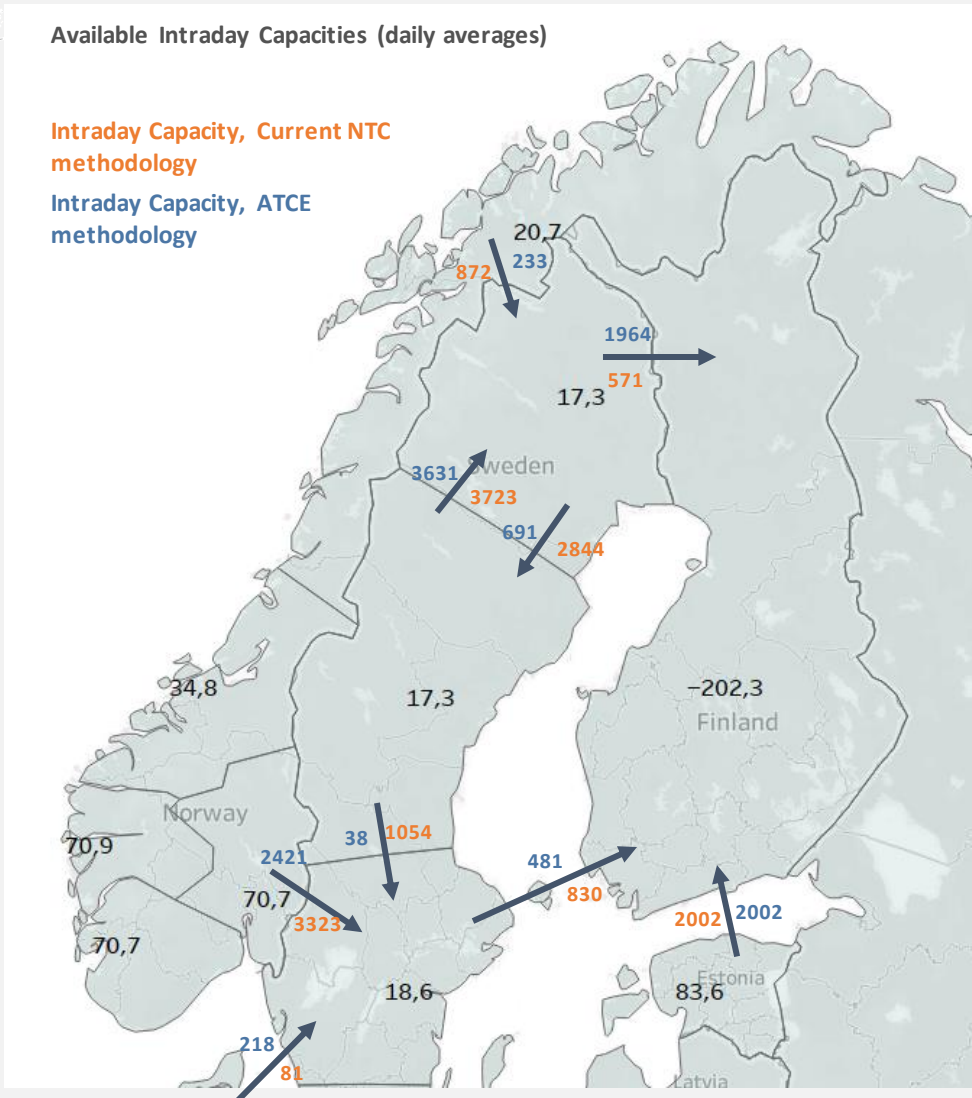 Available Intraday Capacities (daily averages)
Intraday Capacity, Current NTC
methodology
Intraday Capacity, ATCE
methodology
20,7
233
872
1964
571
17,3
Sweden
3631
3723
691
2844
34,8
17,3
−202,3
Finland
Norway
38
1054
70,9
2421
481
830
70,7
3323
2002
2002
70,7
Estonia
18,6
83,6
218
81
Latvia